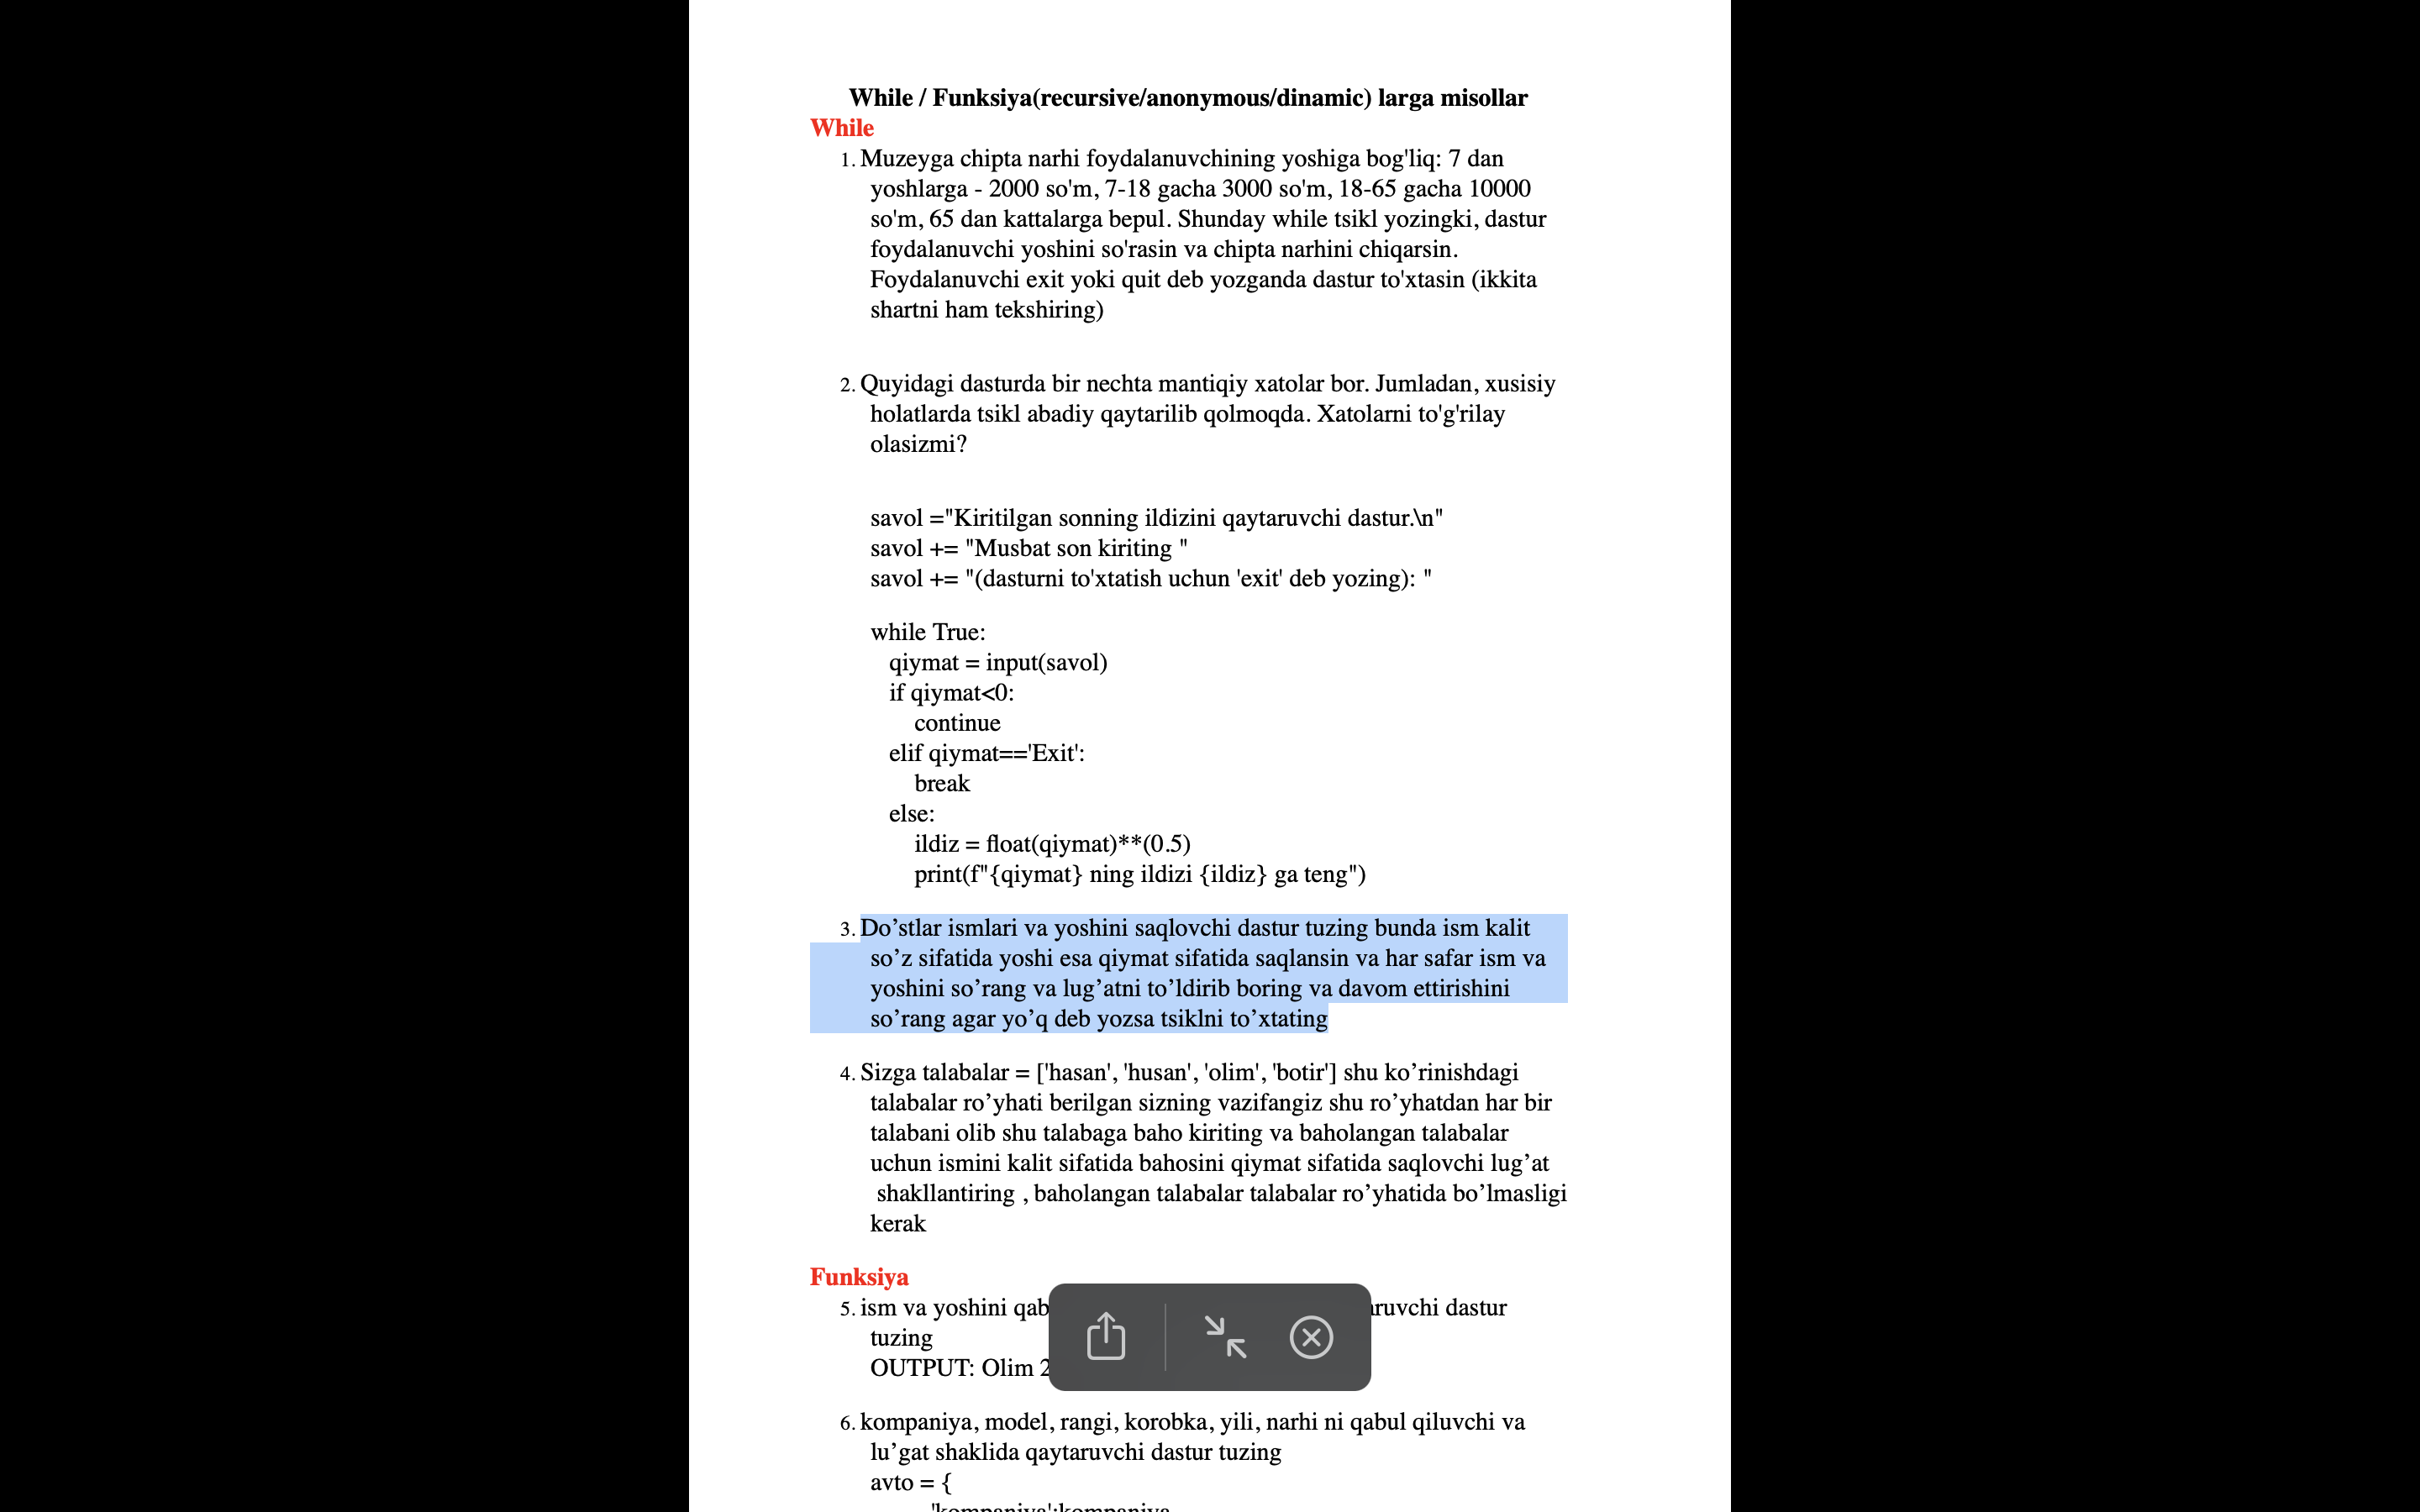 While / Funksiya(recursive/anonymous/dinamic) larga misollar
While
1. Muzeyga chipta narhi foydalanuvchining yoshiga bog'liq: 7 dan
yoshlarga - 2000 so'm, 7-18 gacha 3000 so'm, 18-65 gacha 10000
so'm, 65 dan kattalarga bepul. Shunday while tsikl yozingki, dastur
foydalanuvchi yoshini so'rasin va chipta narhini chiqarsin.
Foydalanuvchi exit yoki quit deb yozganda dastur to'xtasin (ikkita
shartni ham tekshiring)
2. Quyidagi dasturda bir nechta mantiqiy xatolar bor. Jumladan, xusisiy
holatlarda tsikl abadiy qaytarilib qolmoqda. Xatolarni to'g'rilay
olasizmi?
savol ="Kiritilgan sonning ildizini qaytaruvchi dastur.\n"
savol += "Musbat son kiriting "
savol += "(dasturni to'xtatish uchun 'exit' deb yozing): "
while True:
qiymat = input(savol)
if qiymat<0:
continue
elif qiymat=='Exit':
break
else:
ildiz = float(qiymat)**(0.5)
print(f"{qiymat} ning ildizi {ildiz} ga teng")
3. Do’stlar ismlari va yoshini saqlovchi dastur tuzing bunda ism kalit
so’z sifatida yoshi esa qiymat sifatida saqlansin va har safar ism va
yoshini so’rang va lug’atni to’ldirib boring va davom ettirishini
so’rang agar yo’q deb yozsa tsiklni to’xtating
4. Sizga talabalar = ['hasan', 'husan', 'olim', 'botir'] shu ko’rinishdagi
talabalar ro’yhati berilgan sizning vazifangiz shu ro’yhatdan har bir
talabani olib shu talabaga baho kiriting va baholangan talabalar
uchun ismini kalit sifatida bahosini qiymat sifatida saqlovchi lug’at
shakllantiring , baholangan talabalar talabalar ro’yhatida bo’lmasligi
kerak
Funksiya
5. ism va yoshini dastur
tuzing
OUTPUT: Olim
6. kompaniya, model, rangi, korobka, yili, narhi ni qabul qiluvchi va
lu’gat shaklida qaytaruvchi dastur tuzing
avto = {